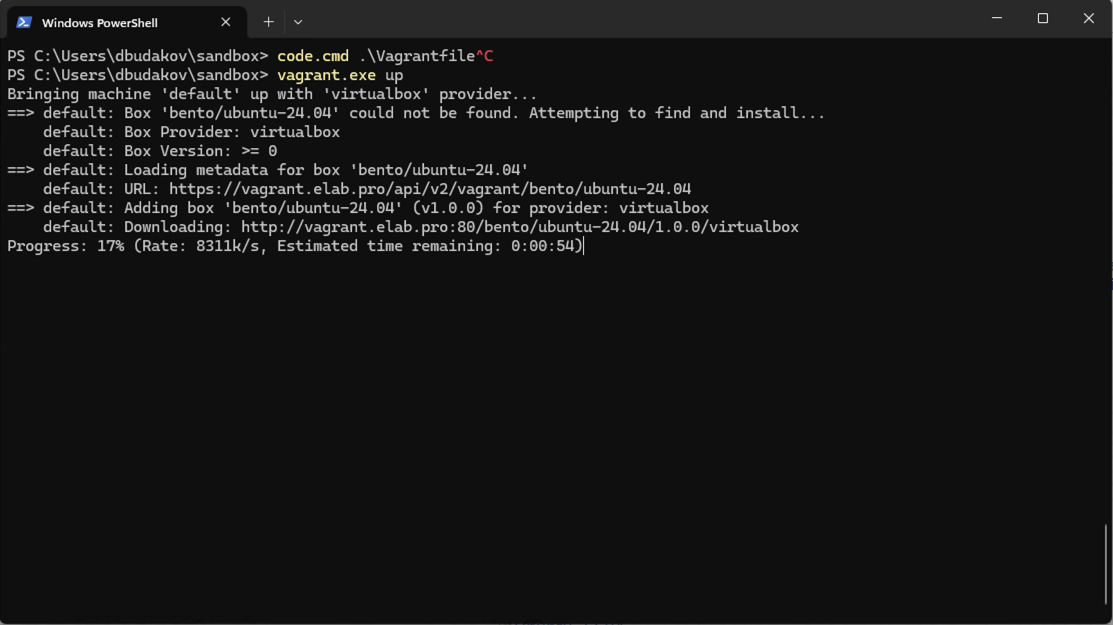 Windows PowerShell
PS C:\Users\dbudakov\sandbox> code.cmd .\Vagrantfile^C
PS C:\Users\dbudakov\sandbox> vagrant.exe up
Bringing machine 'default' up with 'virtualbox' provider...
==> default: Box 'bento/ubuntu-24.04' could not be found. Attempting to find and install...
    default: Box Provider: virtualbox
    default: Box Version: >= 0
==> default: Loading metadata for box 'bento/ubuntu-24.04'
    default: URL: https://vagrant.elab.pro/api/v2/vagrant/bento/ubuntu-24.04
==> default: Adding box 'bento/ubuntu-24.04' (v1.0.0) for provider: virtualbox
    default: Downloading: http://vagrant.elab.pro:80/bento/ubuntu-24.04/1.0.0/virtualbox
Progress: 17% (Rate: 8311k/s, Estimated time remaining: 0:00:54)